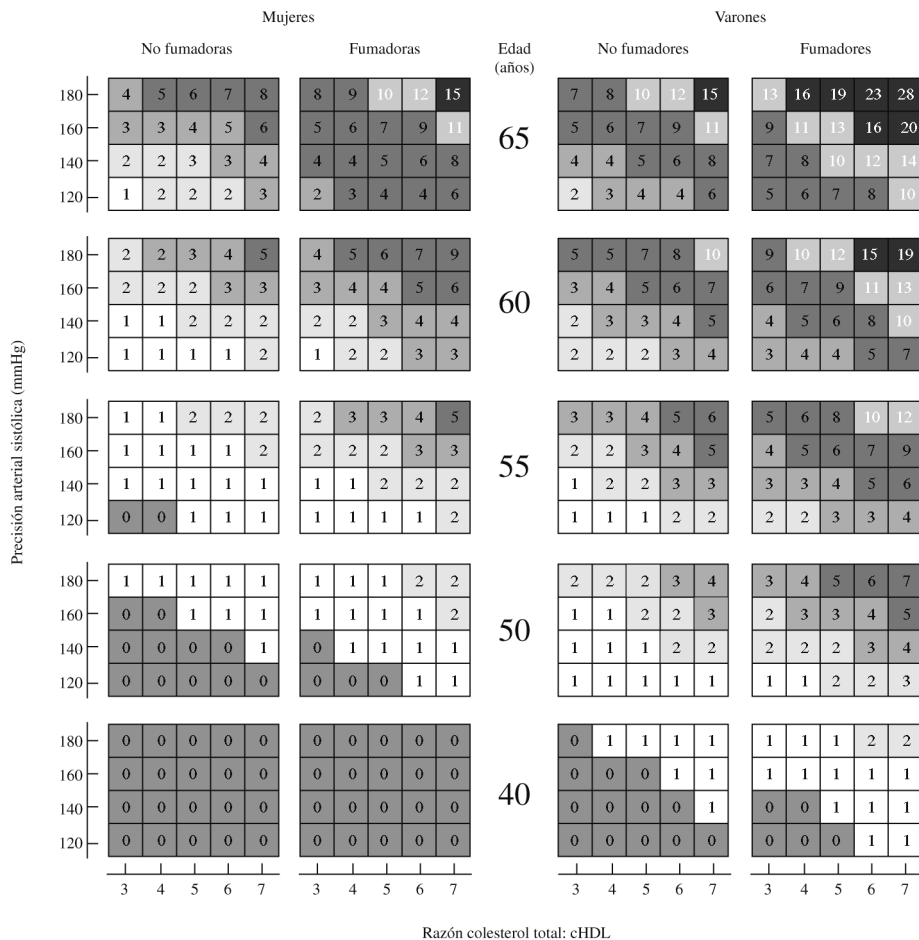 Mujeres Varones
No fumadoras Fumadoras Edad (años) No fumadores Fumadores
180 4 5 6 7 8 8 9 10 12 15 7 8 10 12 15 13 16 19 23 28
160 3 3 4 5 6 5 6 7 9 11 5 6 7 9 11 9 11 13 16 20
65
140 2 2 3 3 4 4 4 5 6 8 4 4 5 6 8 7 8 10 12 14
120 1 2 2 2 3 2 3 4 4 6 2 3 4 4 6 5 6 7 8 10
180 2 2 3 4 5 4 5 6 7 9 5 5 7 8 10 9 10 12 15 19
160 2 2 2 3 3 3 4 4 5 6 3 4 5 6 7 6 7 9 11 13
60
140 1 1 2 2 2 2 2 3 4 4 2 3 3 4 5 4 5 6 8 10
120 1 1 1 1 2 1 2 2 3 3 2 2 2 3 4 3 4 4 5 7
180 1 1 2 2 2 2 3 3 4 5 3 3 4 5 6 5 6 8 10 12
160 1 1 1 1 2 2 2 2 3 3 2 2 3 4 5 4 5 6 7 9
55
140 1 1 1 1 1 1 1 2 2 2 1 2 2 3 3 3 3 4 5 6
120 0 0 1 1 1 1 1 1 1 2 1 1 1 2 2 2 2 3 3 4
180 1 1 1 1 1 1 1 1 2 2 2 2 2 3 4 3 4 5 6 7
160 0 0 1 1 1 1 1 1 1 2 1 1 2 2 3 2 3 3 4 5
50
140 0 0 0 0 1 0 1 1 1 1 1 1 1 2 2 2 2 2 3 4
120 0 0 0 0 0 0 0 0 1 1 1 1 1 1 1 1 1 2 2 3
180 0 0 0 0 0 0 0 0 0 0 0 1 1 1 1 1 1 1 2 2
160 0 0 0 0 0 0 0 0 0 0 0 0 0 1 1 1 1 1 1 1
40
140 0 0 0 0 0 0 0 0 0 0 0 0 0 0 1 0 0 1 1 1
120 0 0 0 0 0 0 0 0 0 0 0 0 0 0 0 0 0 0 1 1
3 4 5 6 7 3 4 5 6 7 3 4 5 6 7 3 4 5 6 7
Precisión arterial sistólica (mmHg)
Razón colesterol total: cHDL